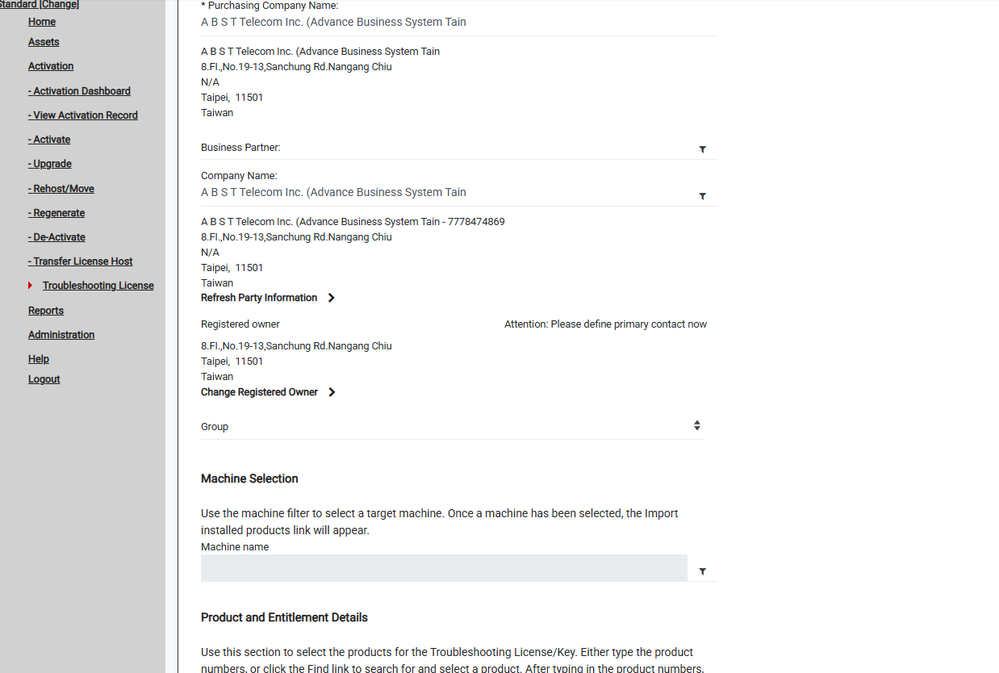 Standard [Change]
Home
Assets
Activation
- Activation Dashboard
- View Activation Record
- Activate
- Upgrade
- Rehost/Move
- Regenerate
- De-Activate
- Transfer License Host
Troubleshooting License
Reports
Administration
Help
Logout
* Purchasing Company Name:
A B S T Telecom Inc. (Advance Business System Tain
A B S T Telecom Inc. (Advance Business System Tain
8.Fl.,No.19-13,Sanchung Rd.Nangang Chiu
N/A
Taipei, 11501
Taiwan
Business Partner:
Company Name:
A B S T Telecom Inc. (Advance Business System Tain
A B S T Telecom Inc. (Advance Business System Tain - 7778474869
8.Fl.,No.19-13,Sanchung Rd.Nangang Chiu
N/A
Taipei, 11501
Taiwan
Refresh Party Information
Registered owner
Attention: Please define primary contact now
8.Fl.,No.19-13,Sanchung Rd.Nangang Chiu
Taipei, 11501
Taiwan
Change Registered Owner
Group
Machine Selection
Use the machine filter to select a target machine. Once a machine has been selected, the Import
installed products link will appear.
Machine name
Product and Entitlement Details
Use this section to select the products for the Troubleshooting License/Key. Either type the product
numbers, or click the Find link to search for and select a product. After typing in the product numbers,